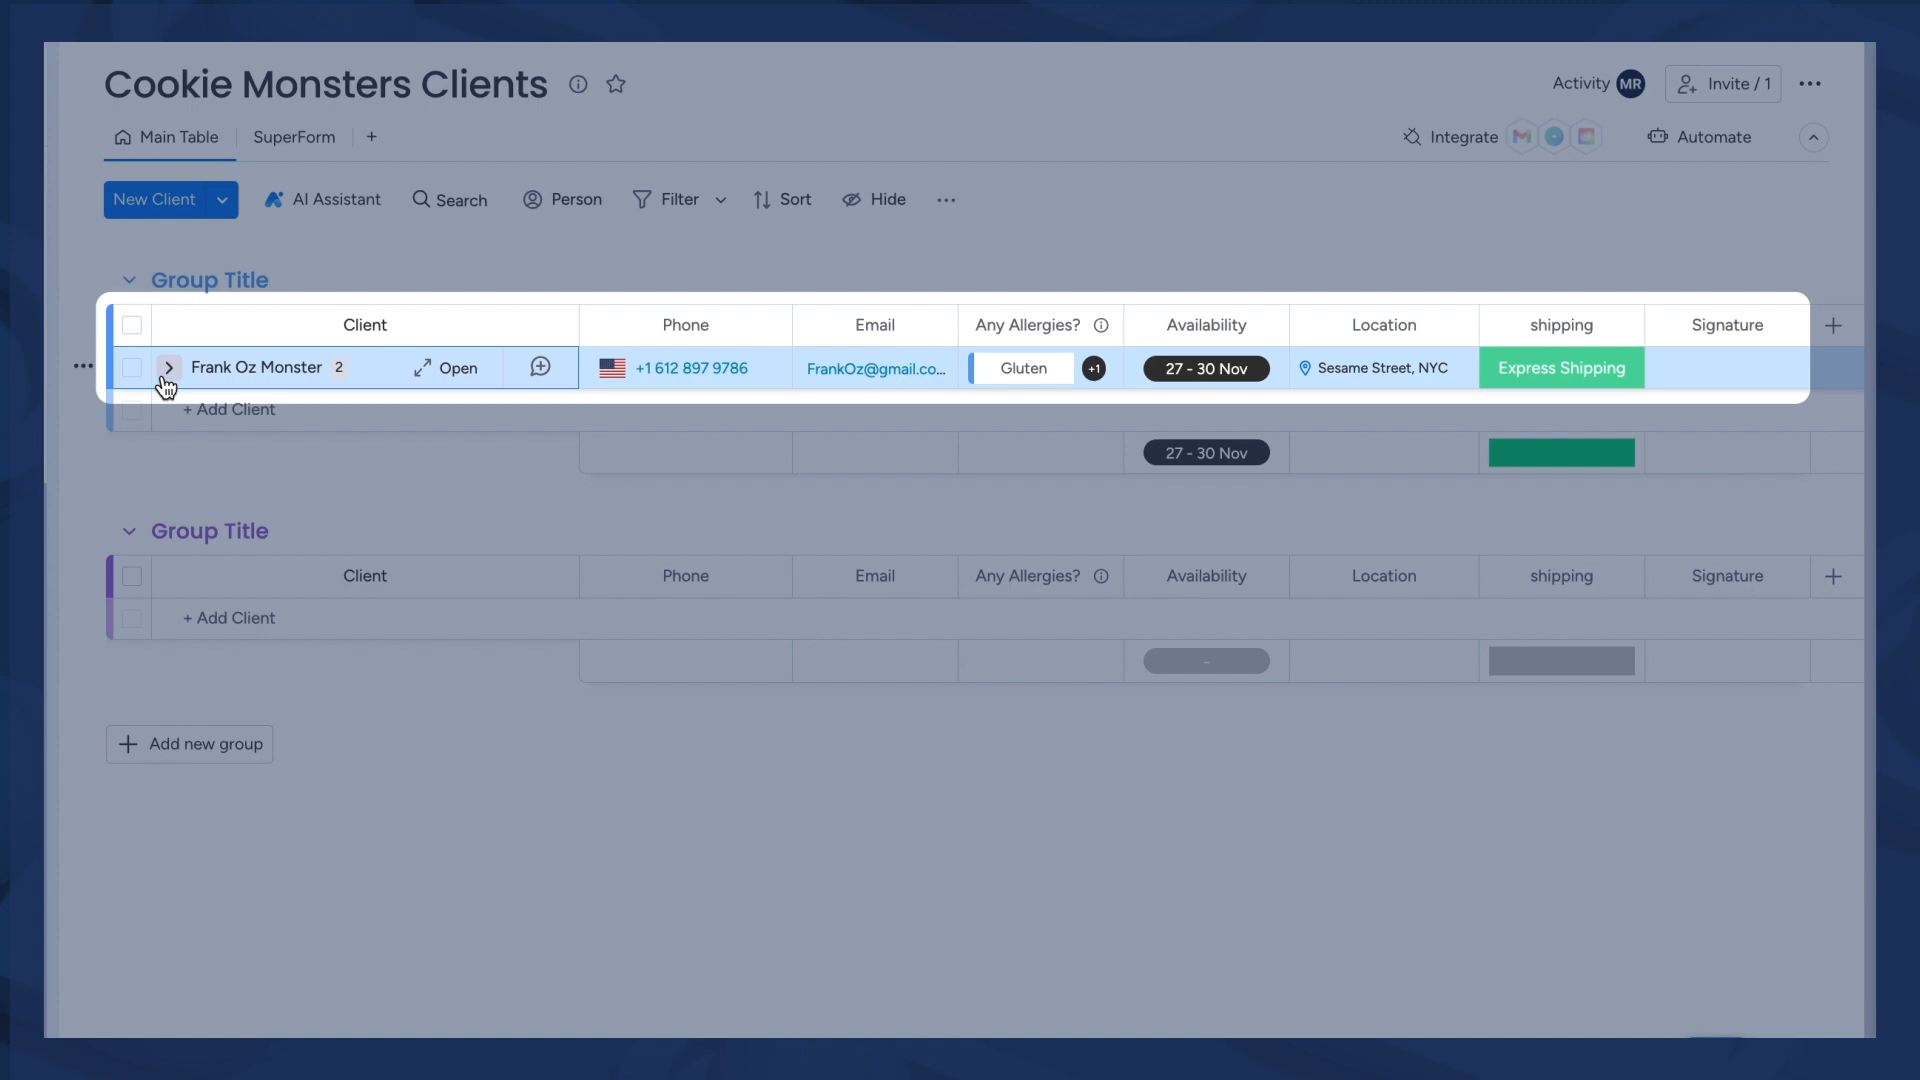 Cookie Monsters Clients
Activity MR Invite / 1
Main Table SuperForm +
Integrate Automate
New Client AI Assistant Search Person Filter Sort Hide
Group Title
Client Phone Email Any Allergies? Availability Location shipping Signature
Frank Oz Monster 2 Open +1 612 897 9786 FrankOz@gmail.co... Gluten +1 27 - 30 Nov Sesame Street, NYC Express Shipping
+ Add Client
27 - 30 Nov
Group Title
Client Phone Email Any Allergies? Availability Location shipping Signature
+ Add Client
-
Add new group